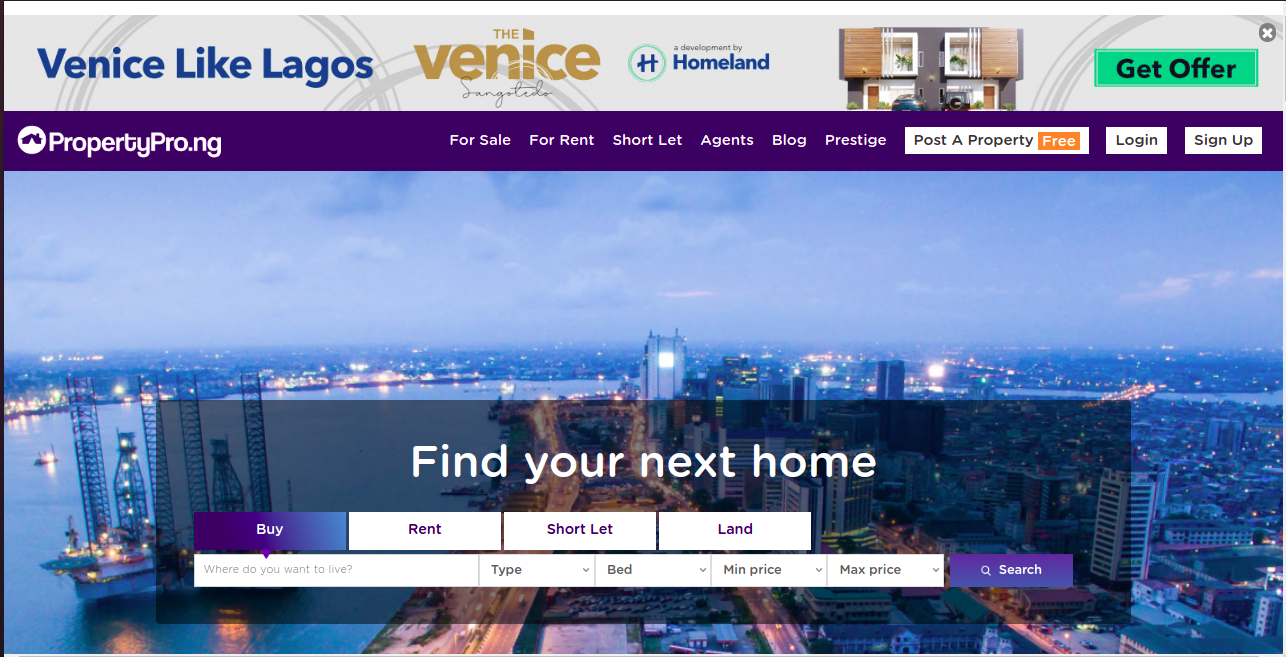 Venice Like Lagos
THE
venice
Sangotedo
a development by
Homeland
Get Offer
PropertyPro.ng
For Sale For Rent Short Let Agents Blog Prestige Post A Property Free Login Sign Up
Find your next home
Buy Rent Short Let Land
Where do you want to live? Type Bed Min price Max price Search